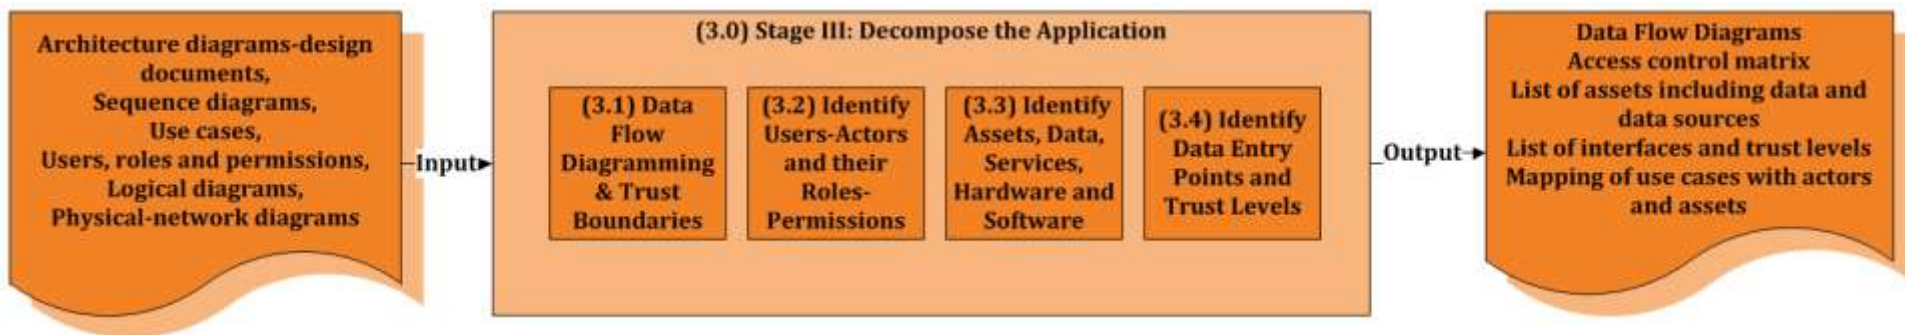 Architecture diagrams-design
documents,
Sequence diagrams,
Use cases,
Users, roles and permissions,
Logical diagrams,
Physical-network diagrams
Input
(3.0) Stage III: Decompose the Application
(3.1) Data
Flow
Diagramming
& Trust
Boundaries
(3.2) Identify
Users-Actors
and their
Roles-
Permissions
(3.3) Identify
Assets, Data,
Services,
Hardware and
Software
(3.4) Identify
Data Entry
Points and
Trust Levels
Output
Data Flow Diagrams
Access control matrix
List of assets including data and
data sources
List of interfaces and trust levels
Mapping of use cases with actors
and assets